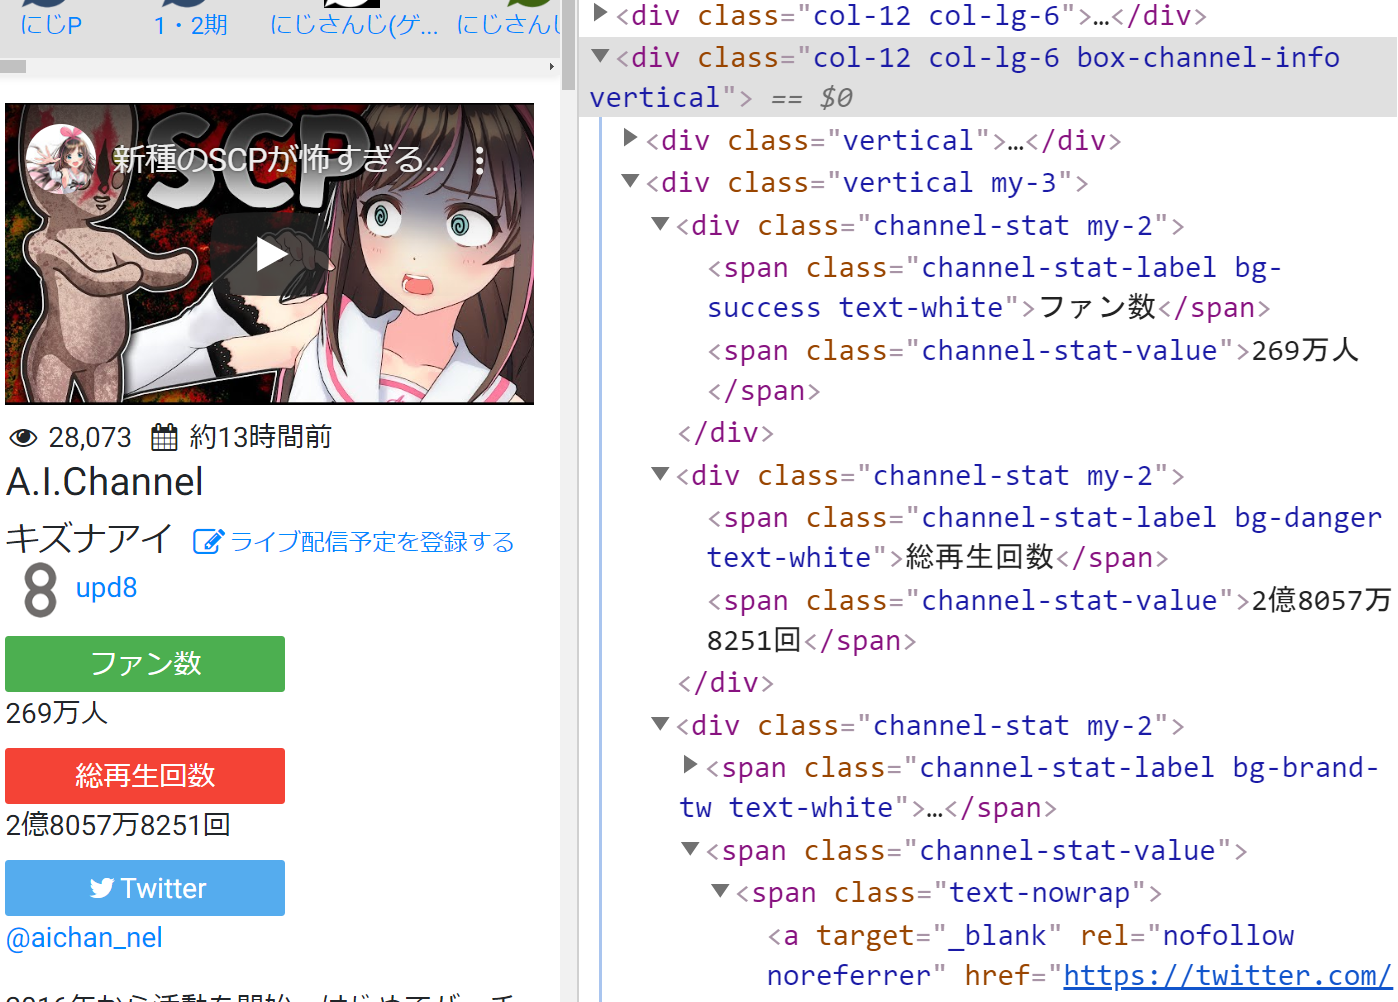 にじP
1・2期
にじさんじ(ゲ...
にじさんじ
SCP
新種のSCPが怖すぎる...
28,073 約13時間前
A.I.Channel
キズナアイ ライブ配信予定を登録する
8 upd8
ファン数
269万人
総再生回数
2億8057万8251回
Twitter
@aichan_nel
<div class="col-12 col-lg-6">…</div>
<div class="col-12 col-lg-6 box-channel-info
vertical"> == $0
<div class="vertical">…</div>
<div class="vertical my-3">
<div class="channel-stat my-2">
<span class="channel-stat-label bg-
success text-white">ファン数</span>
<span class="channel-stat-value">269万人
</span>
</div>
<div class="channel-stat my-2">
<span class="channel-stat-label bg-danger
text-white">総再生回数</span>
<span class="channel-stat-value">2億8057万
8251回</span>
</div>
<div class="channel-stat my-2">
<span class="channel-stat-label bg-brand-
tw text-white">…</span>
<span class="channel-stat-value">
<span class="text-nowrap">
<a target="_blank" rel="nofollow
noreferrer" href="https://twitter.com/